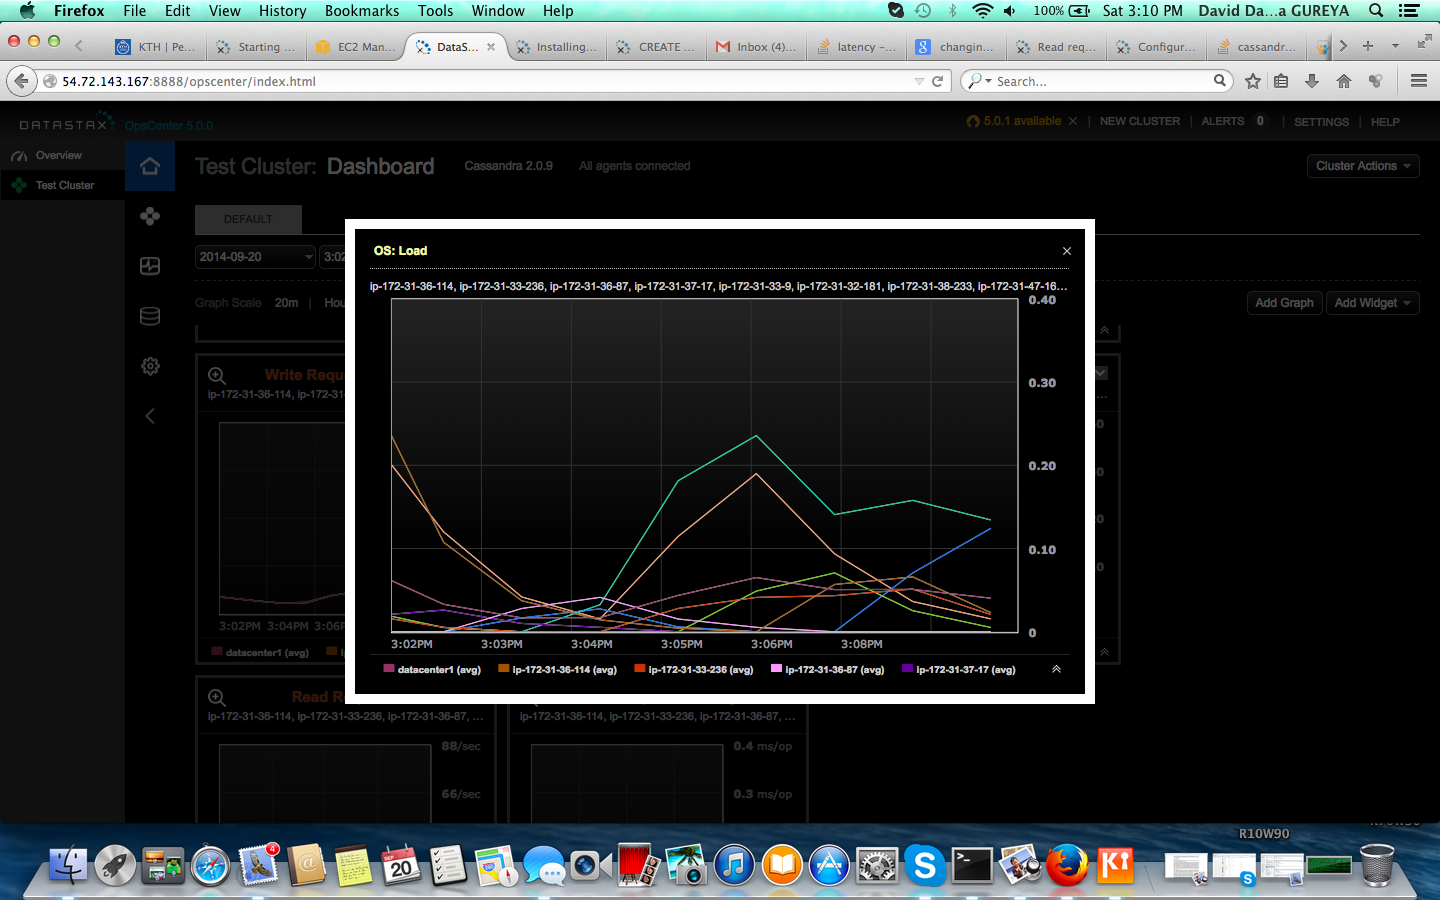 Firefox File Edit View History Bookmarks Tools Window Help 100% Sat 3:10 PM David Da...a GUREYA
KTH | Pe... Starting ... EC2 Man... DataS... Installing... CREATE ... Inbox (4)... latency -... changin... Read req... Configur... cassandr...
54.72.143.167:8888/opscenter/index.html Search...
DATASTAX OpsCenter 5.0.0 5.0.1 available × NEW CLUSTER | ALERTS 0 | SETTINGS | HELP
Overview
Test Cluster
Test Cluster: Dashboard Cassandra 2.0.9 All agents connected Cluster Actions
DEFAULT
2014-09-20 3:02
Graph Scale 20m | Hou
Add Graph Add Widget
OS: Load ×
ip-172-31-36-114, ip-172-31-33-236, ip-172-31-36-87, ip-172-31-37-17, ip-172-31-33-9, ip-172-31-32-181, ip-172-31-38-233, ip-172-31-47-16...
0.40
0.30
0.20
0.10
0
3:02PM 3:03PM 3:04PM 3:05PM 3:06PM 3:08PM
datacenter1 (avg) ip-172-31-36-114 (avg) ip-172-31-33-236 (avg) ip-172-31-36-87 (avg) ip-172-31-37-17 (avg)
Write Requ
ip-172-31-36-114, ip-172-31
3:02PM 3:04PM 3:06P
datacenter1 (avg) ip
Read R
ip-172-31-36-114, ip-172-31-33-236, ip-172-31-36-87, ...
88/sec
66/sec
ip-172-31-36-114, ip-172-31-33-236, ip-172-31-36-87, ...
0.4 ms/op
0.3 ms/op
R10W90
4
SEP
20